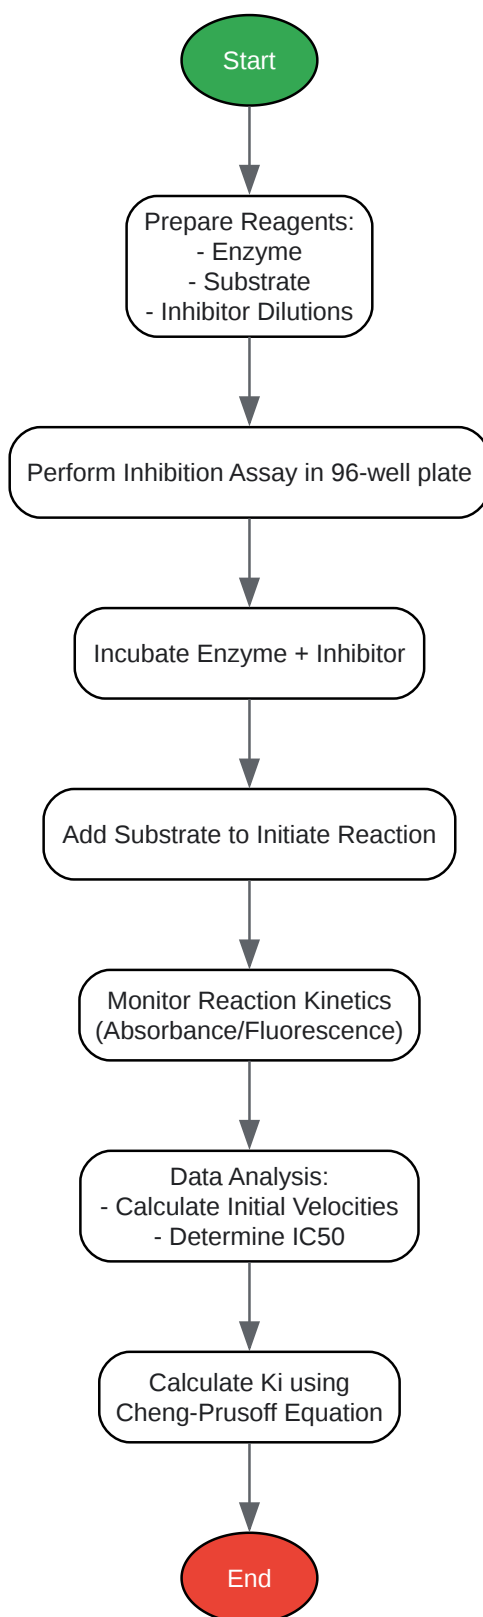 Start
Prepare Reagents:
- Enzyme
- Substrate
- Inhibitor Dilutions
Perform Inhibition Assay in 96-well plate
Incubate Enzyme + Inhibitor
Add Substrate to Initiate Reaction
Monitor Reaction Kinetics
(Absorbance/Fluorescence)
Data Analysis:
- Calculate Initial Velocities
- Determine IC50
Calculate Ki using
Cheng-Prusoff Equation
End